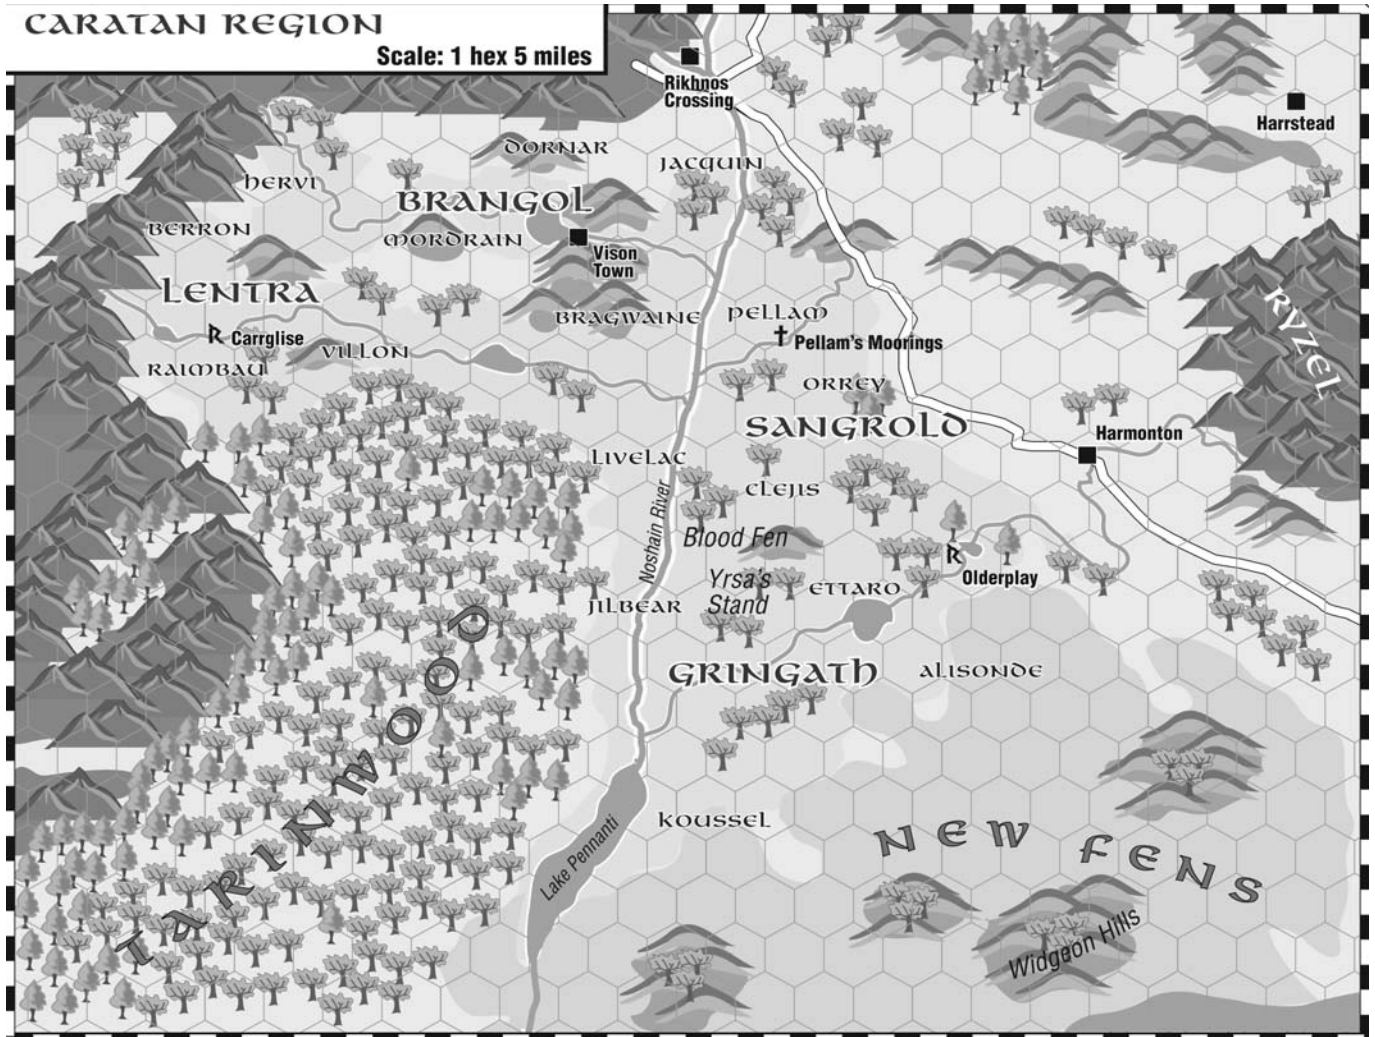 CARATAN REGION
Scale: 1 hex 5 miles
Rikhnos
Crossing
Harrstead
DORNAR
JACQUIN
HERVI
BRANGOL
BERRON
MORDRAIN
Vison
Town
LENTRA
RYZEL
BRAGWAINE
PELLAM
Carrglise
VILLON
Pellam's Moorings
RAIMBAU
ORREY
SANGROLD
Harmonton
LIVELAC
CLEJIS
Noshain River
Blood Fen
Yrsa's
Stand
ETTARO
Olderplay
JILBEAR
GRINGATH
ALISONDE
TARINWOOD
KOUSSEL
Lake Pennanti
NEW FENS
Widgeon Hills